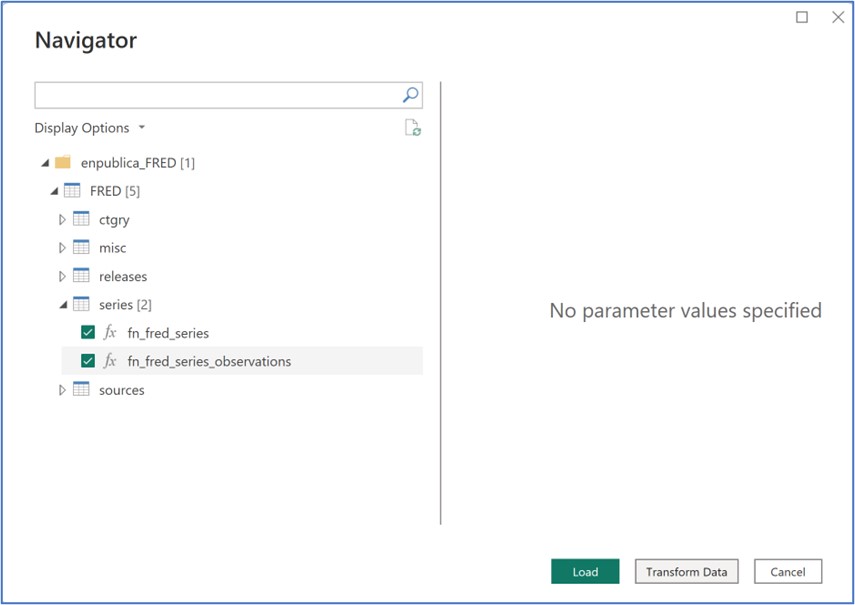 Navigator
Display Options
enpublica_FRED [1]
FRED [5]
ctgry
misc
releases
series [2]
fx fn_fred_series
fx fn_fred_series_observations
sources
No parameter values specified
Load
Transform Data
Cancel